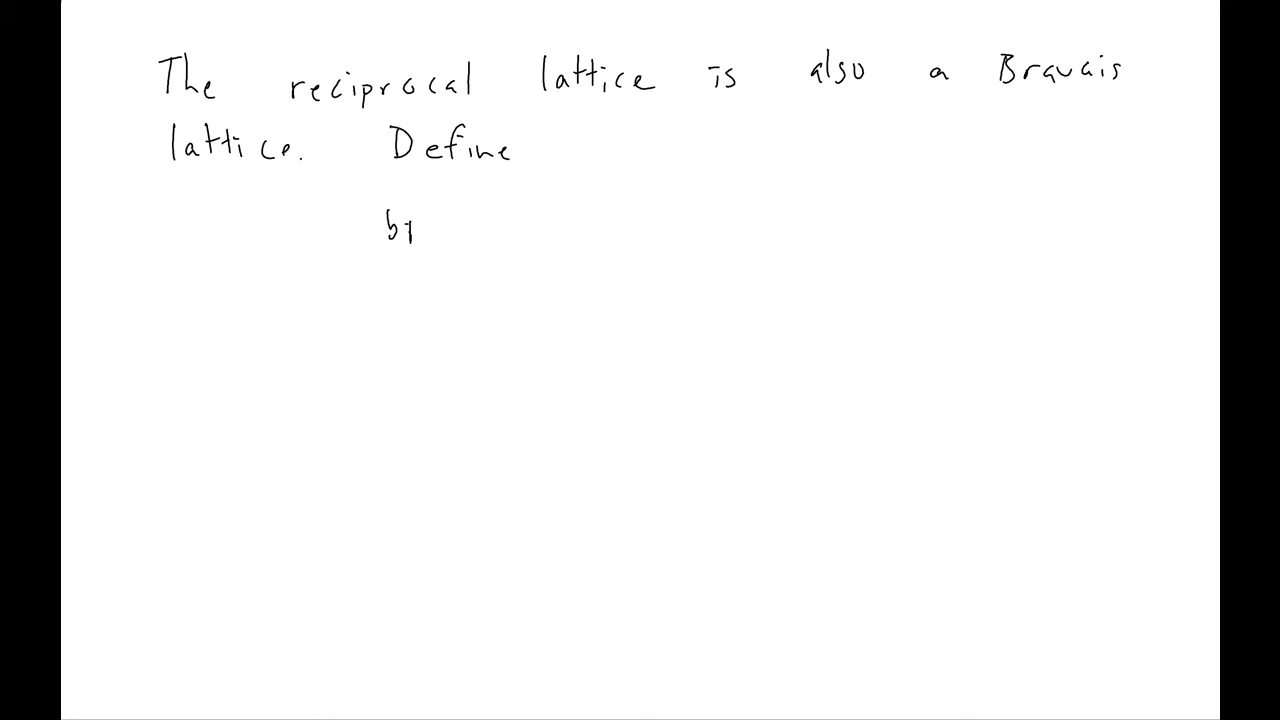 The reciprocal lattice is also a Bravais
lattice. Define
b1